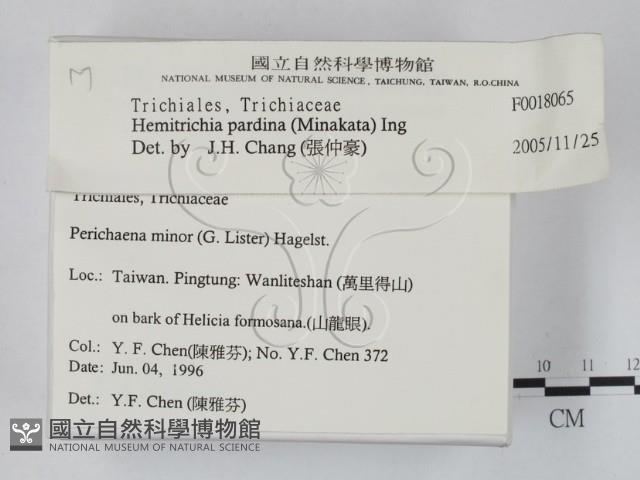 M
國立自然科學博物館
NATIONAL MUSEUM OF NATURAL SCIENCE, TAICHUNG, TAIWAN, R.O.CHINA
Trichiales, Trichiaceae F0018065
Hemitrichia pardina (Minakata) Ing
Det. by J.H. Chang (張仲豪) 2005/11/25
Trichiales, Trichiaceae
Perichaena minor (G. Lister) Hagelst.
Loc.: Taiwan. Pingtung: Wanliteshan (萬里得山)
on bark of Helicia formosana.(山龍眼).
Col.: Y. F. Chen(陳雅芬); No. Y.F. Chen 372
Date: Jun. 04, 1996
Det.: Y.F. Chen (陳雅芬)
10 11 12
CM
國立自然科學博物館
NATIONAL MUSEUM OF NATURAL SCIENCE